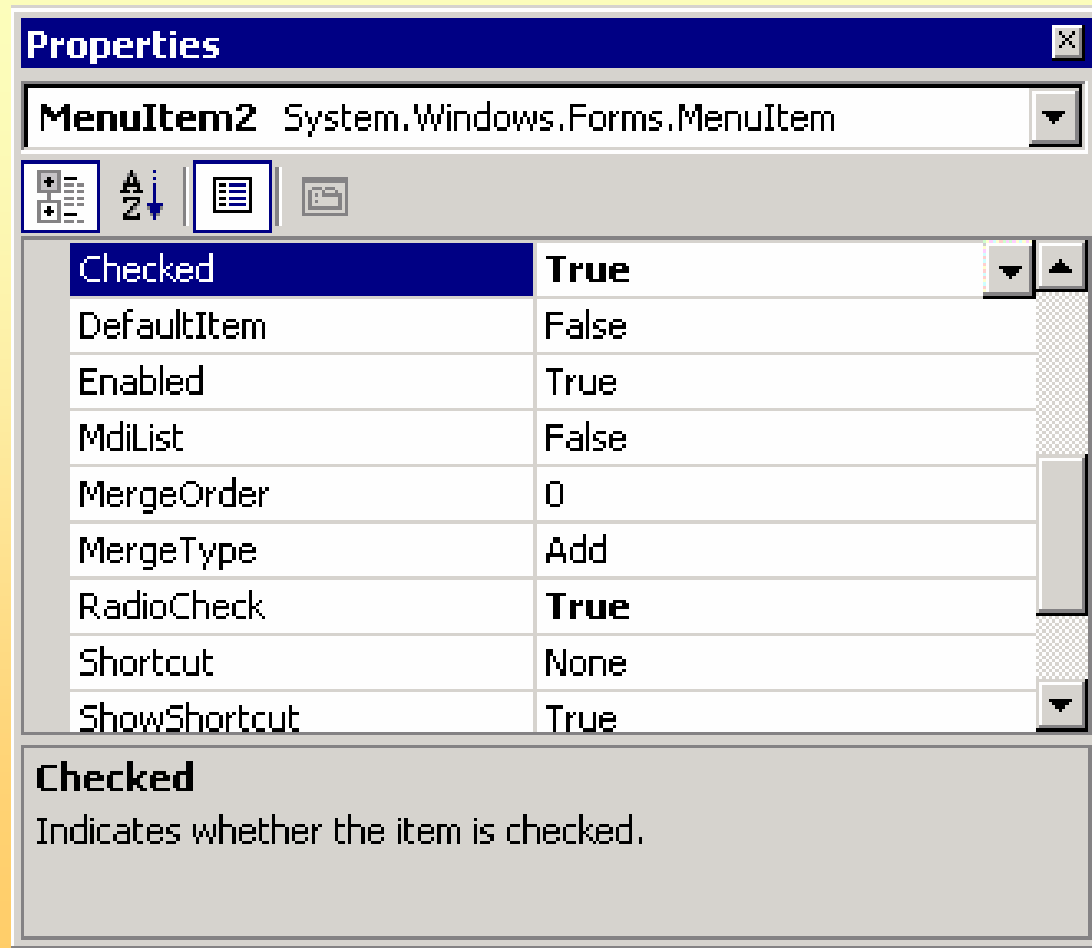 Properties
MenuItem2 System.Windows.Forms.MenuItem
A
Z
Checked True
DefaultItem False
Enabled True
MdiList False
MergeOrder 0
MergeType Add
RadioCheck True
Shortcut None
ShowShortcut True
Checked
Indicates whether the item is checked.